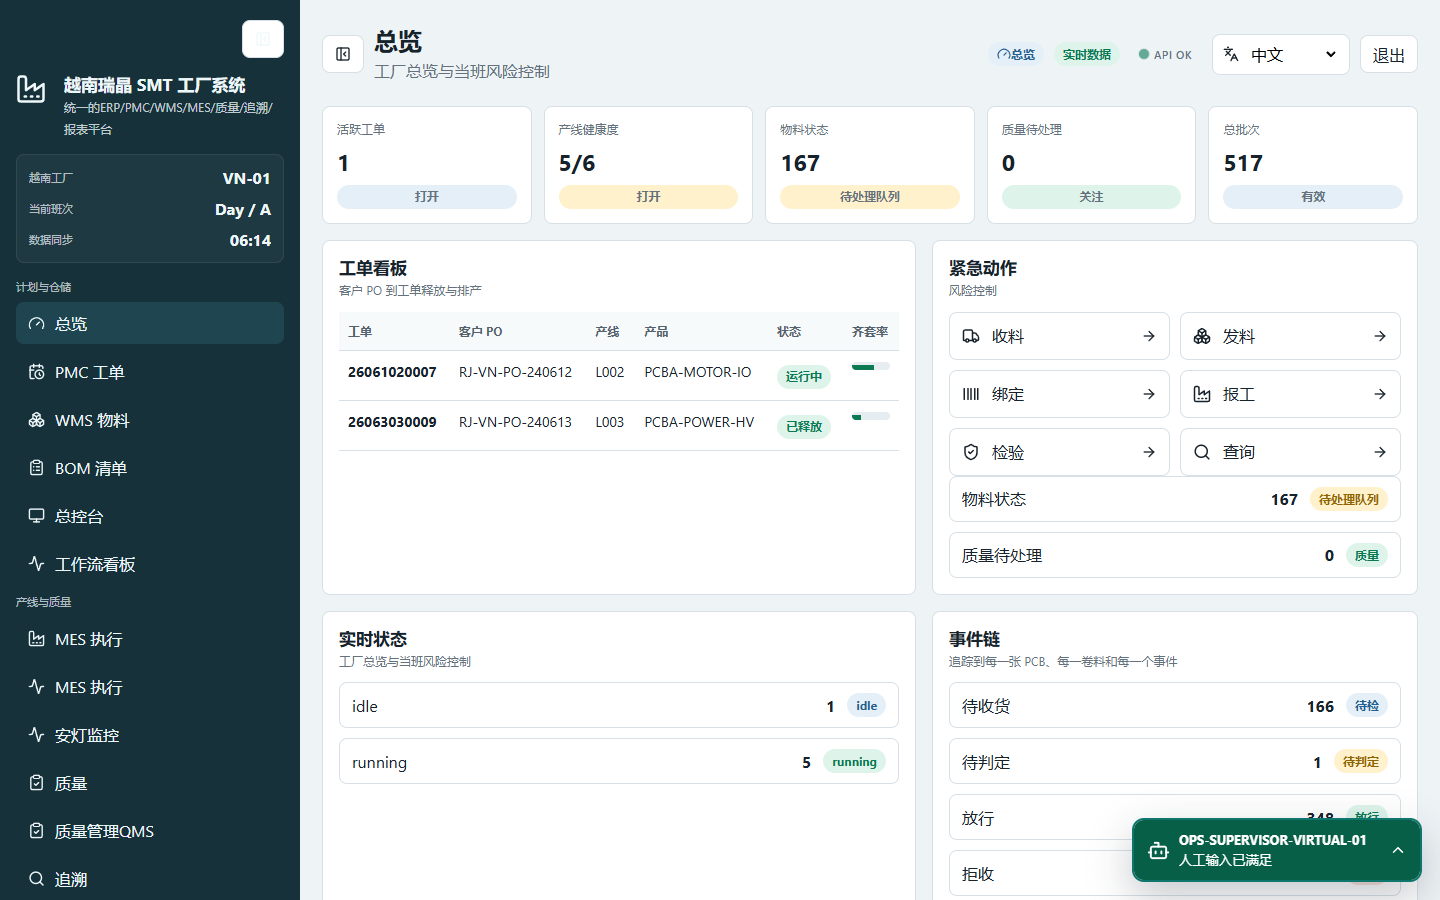 越南瑞晶 SMT 工厂系统
统一的ERP/PMC/WMS/MES/质量/追溯/
报表平台
越南工厂 VN-01
当前班次 Day / A
数据同步 06:14
计划与仓储
总览
PMC 工单
WMS 物料
BOM 清单
总控台
工作流看板
产线与质量
MES 执行
MES 执行
安灯监控
质量
质量管理QMS
追溯
总览
工厂总览与当班风险控制
总览
实时数据
API OK
中文
退出
活跃工单
1
打开
产线健康度
5/6
打开
物料状态
167
待处理队列
质量待处理
0
关注
总批次
517
有效
工单看板
客户 PO 到工单释放与排产
工单 客户 PO 产线 产品 状态 齐套率
26061020007 RJ-VN-PO-240612 L002 PCBA-MOTOR-IO 运行中
26063030009 RJ-VN-PO-240613 L003 PCBA-POWER-HV 已释放
紧急动作
风险控制
收料
发料
绑定
报工
检验
查询
物料状态 167 待处理队列
质量待处理 0 质量
实时状态
工厂总览与当班风险控制
idle 1 idle
running 5 running
事件链
追踪到每一张 PCB、每一卷料和每一个事件
待收货 166 待检
待判定 1 待判定
放行 348 放行
拒收
OPS-SUPERVISOR-VIRTUAL-01
人工输入已满足